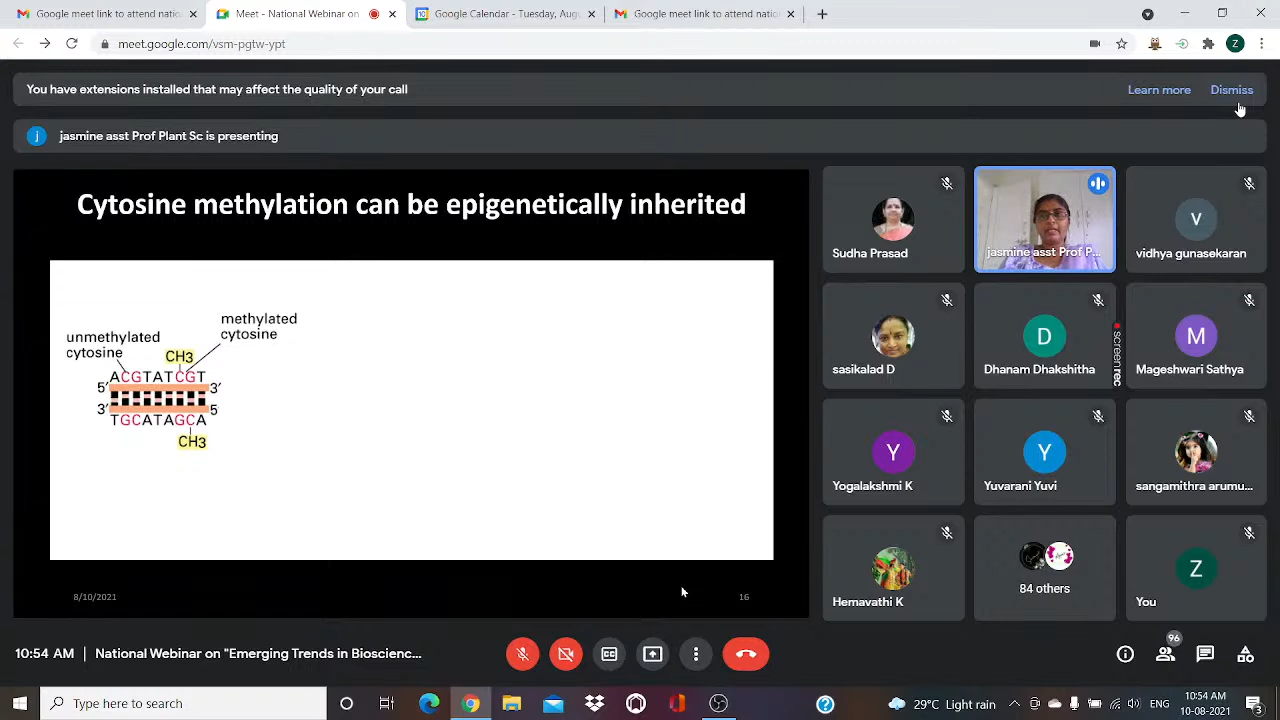 Google meet link to attend
Meet - National Webinar on
Google Calendar - Tuesday, Aug
Google meet link to attend natio
meet.google.com/vsm-pgtw-ypt
Z
You have extensions installed that may affect the quality of your call
Learn more
Dismiss
j
jasmine asst Prof Plant Sc is presenting
Cytosine methylation can be epigenetically inherited
unmethylated
cytosine
methylated
cytosine
CH3
ACGTATCGT
5′ 3′
3′ 5
TGCATAGCA
CH3
8/10/2021
16
Sudha Prasad
jasmine asst Prof P...
V
vidhya gunasekaran
sasikalasl D
D
Dhanam Dhakshitha
M
Mageshwari Sathya
screenrec
Y
Yogalakshmi K
Y
Yuvarani Yuvi
sangamithra arumu...
Hemavathi K
84 others
Z
You
10:54 AM | National Webinar on "Emerging Trends in Bioscienc...
96
Type here to search
29°C Light rain
10:54 AM
10-08-2021
3